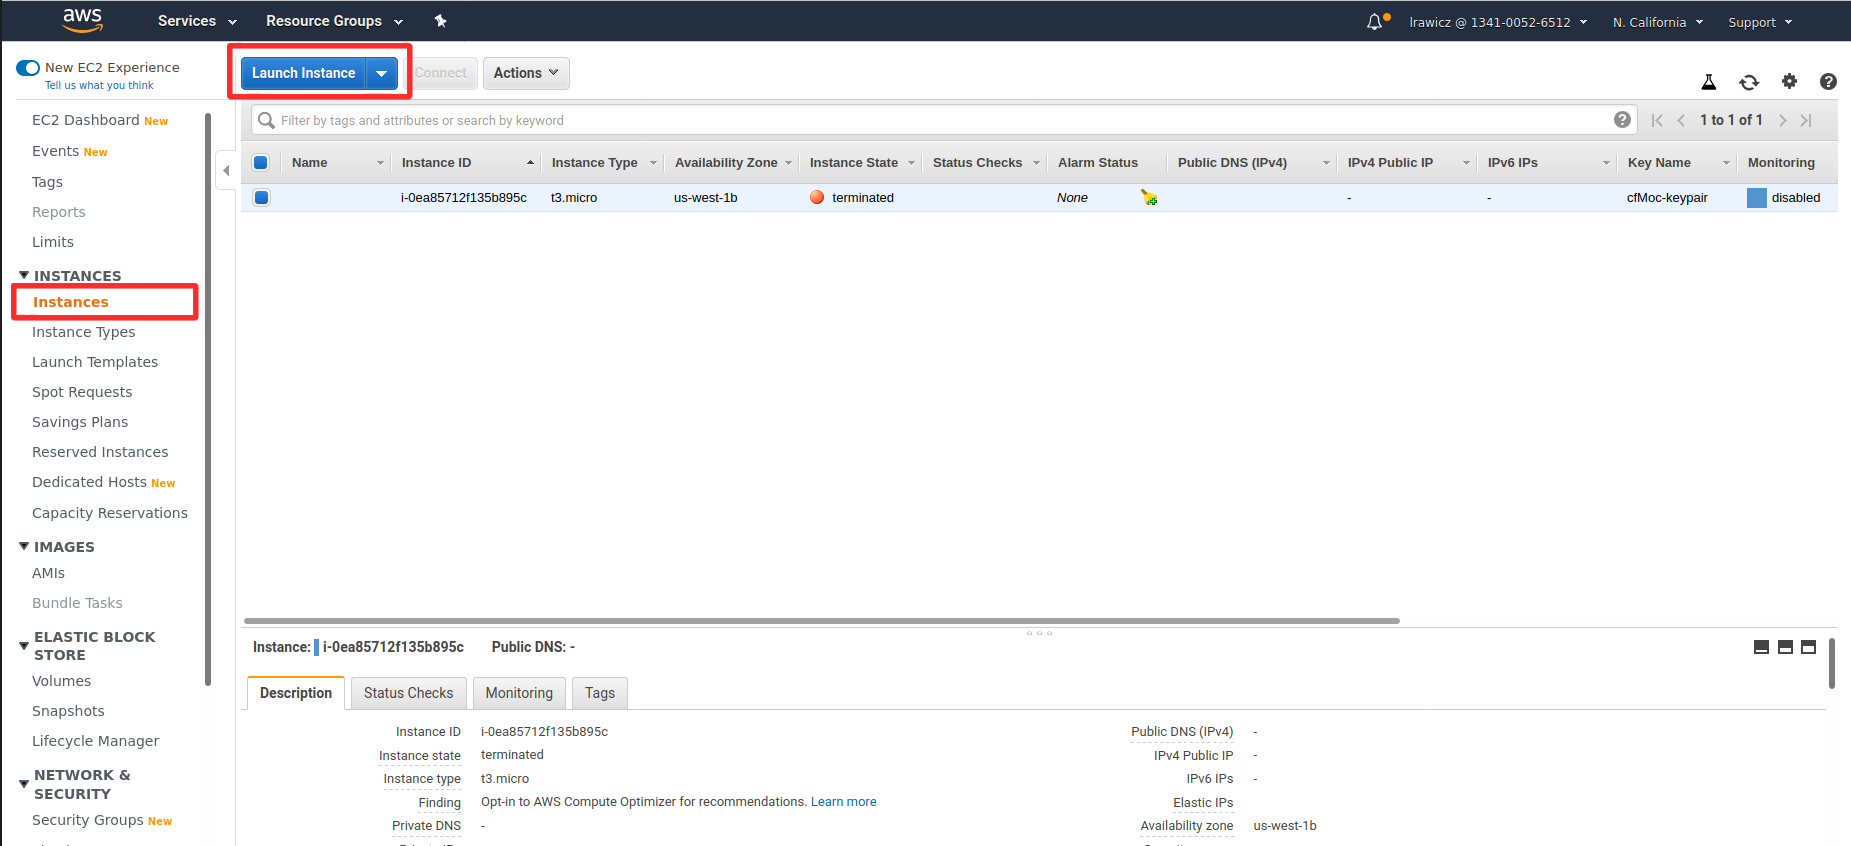 aws Services Resource Groups lrawicz @ 1341-0052-6512 N. California Support
New EC2 Experience
Tell us what you think
EC2 Dashboard New
Events New
Tags
Reports
Limits
INSTANCES
Instances
Instance Types
Launch Templates
Spot Requests
Savings Plans
Reserved Instances
Dedicated Hosts New
Capacity Reservations
IMAGES
AMIs
Bundle Tasks
ELASTIC BLOCK
STORE
Volumes
Snapshots
Lifecycle Manager
NETWORK &
SECURITY
Security Groups New
Launch Instance Connect Actions
Filter by tags and attributes or search by keyword 1 to 1 of 1
Name Instance ID Instance Type Availability Zone Instance State Status Checks Alarm Status Public DNS (IPv4) IPv4 Public IP IPv6 IPs Key Name Monitoring
i-0ea85712f135b895c t3.micro us-west-1b terminated None - - cfMoc-keypair disabled
Instance: i-0ea85712f135b895c Public DNS: -
Description Status Checks Monitoring Tags
Instance ID i-0ea85712f135b895c Public DNS (IPv4) -
Instance state terminated IPv4 Public IP -
Instance type t3.micro IPv6 IPs -
Finding Opt-in to AWS Compute Optimizer for recommendations. Learn more Elastic IPs
Private DNS - Availability zone us-west-1b